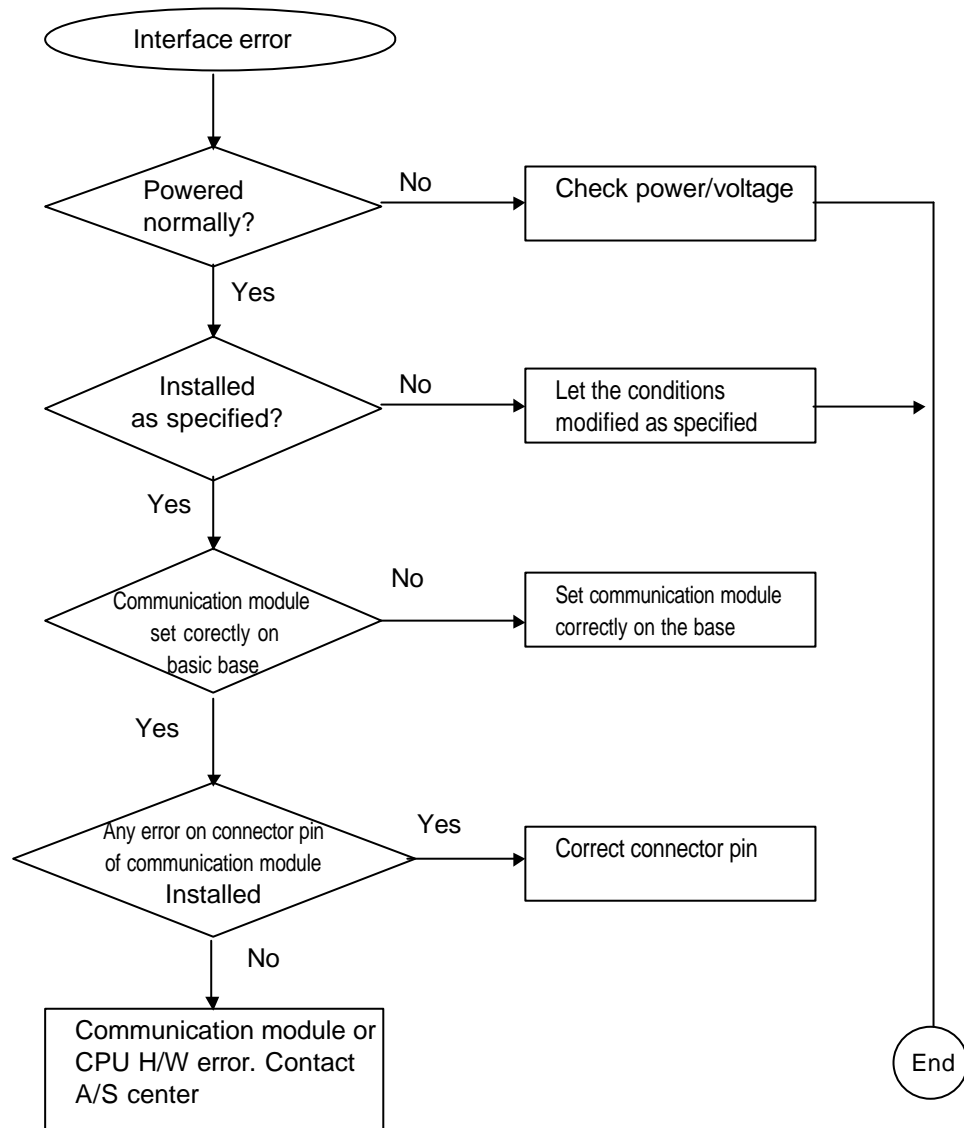 Interface error
Powered
normally?
No
Check power/voltage
Yes
Installed
as specified?
No
Let the conditions
modified as specified
Yes
Communication module
set corectly on
basic base
No
Set communication module
correctly on the base
Yes
Any error on connector pin
of communication module
Installed
Yes
Correct connector pin
No
Communication module or
CPU H/W error. Contact
A/S center
End